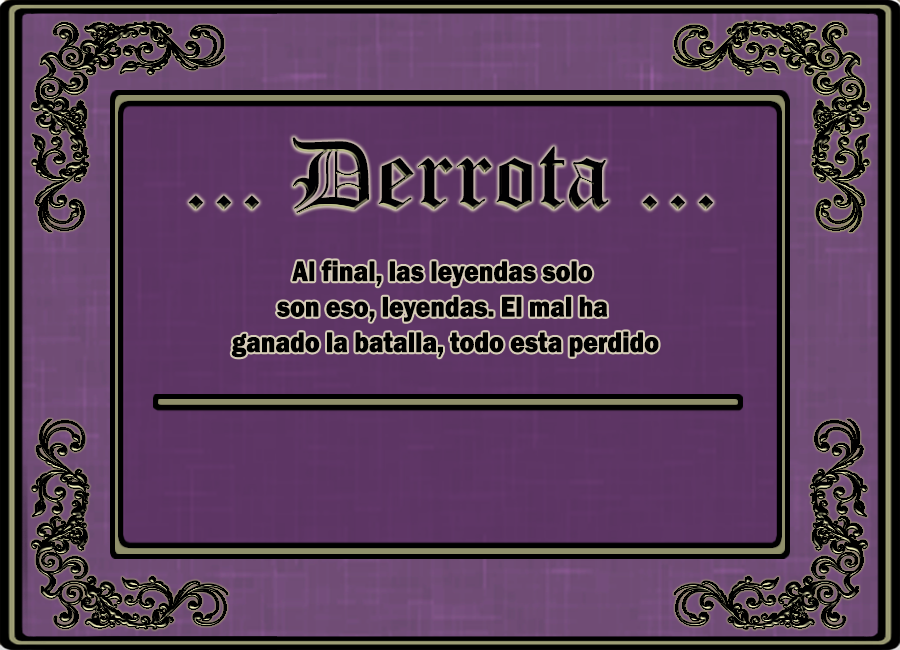 ... Derrota ...
Al final, las leyendas solo
son eso, leyendas. El mal ha
ganado la batalla, todo esta perdido